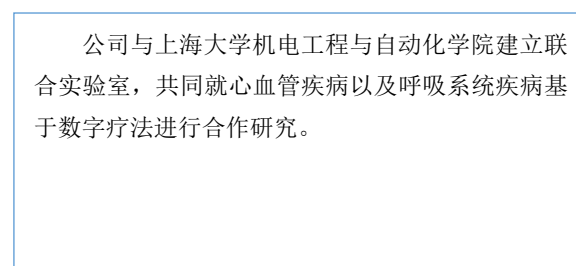 公司与上海大学机电工程与自动化学院建立联
合实验室，共同就心血管疾病以及呼吸系统疾病基
于数字疗法进行合作研究。